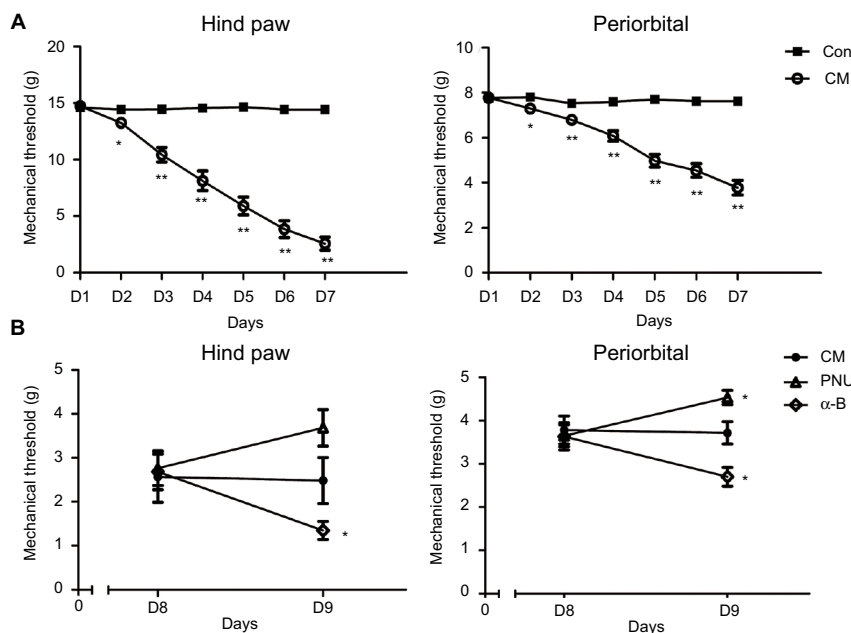 A
Hind paw
Periorbital
Mechanical threshold (g)
20
15
10
5
0
*
**
**
**
**
**
D1 D2 D3 D4 D5 D6 D7
Days
Mechanical threshold (g)
10
8
6
4
2
0
*
**
**
**
**
**
D1 D2 D3 D4 D5 D6 D7
Days
Con
CM
B
Hind paw
Periorbital
Mechanical threshold (g)
5
4
3
2
1
0
*
0 D8 D9
Days
Mechanical threshold (g)
5
4
3
2
1
0
*
*
0 D8 D9
Days
CM
PNU
α-B